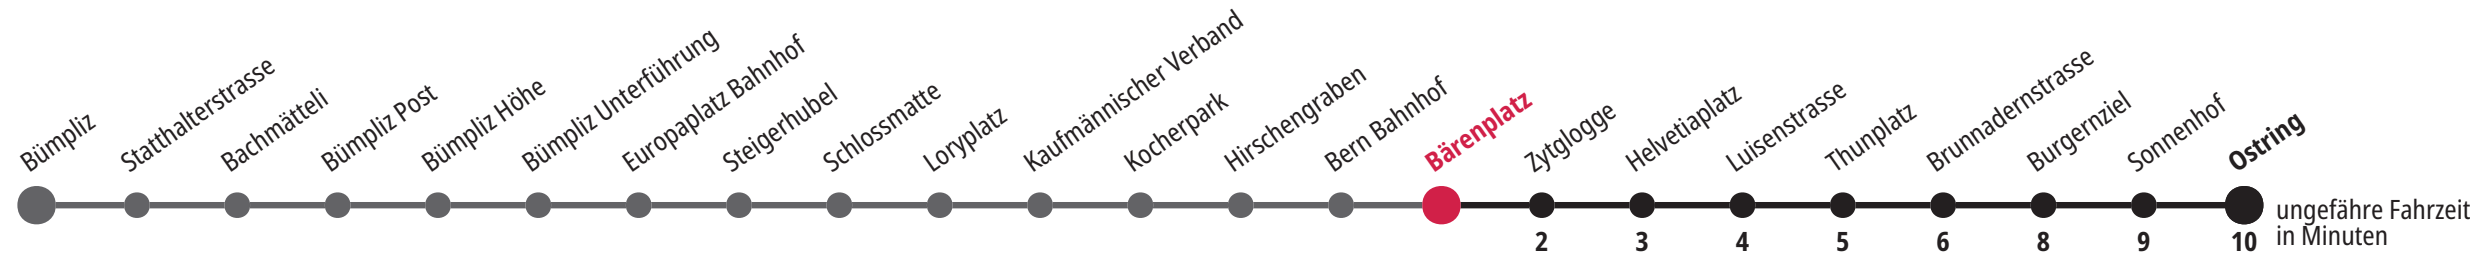 Bümpliz
Statthalterstrasse
Bachmätteli
Bümpliz Post
Bümpliz Höhe
Bümpliz Unterführung
Europaplatz Bahnhof
Steigerhubel
Schlossmatte
Loryplatz
Kaufmännischer Verband
Kocherpark
Hirschengraben
Bern Bahnhof
Bärenplatz
Zytglogge
Helvetiaplatz
Luisenstrasse
Thunplatz
Brunnadernstrasse
Burgernziel
Sonnenhof
Ostring
2 3 4 5 6 8 9 10
ungefähre Fahrzeit
in Minuten